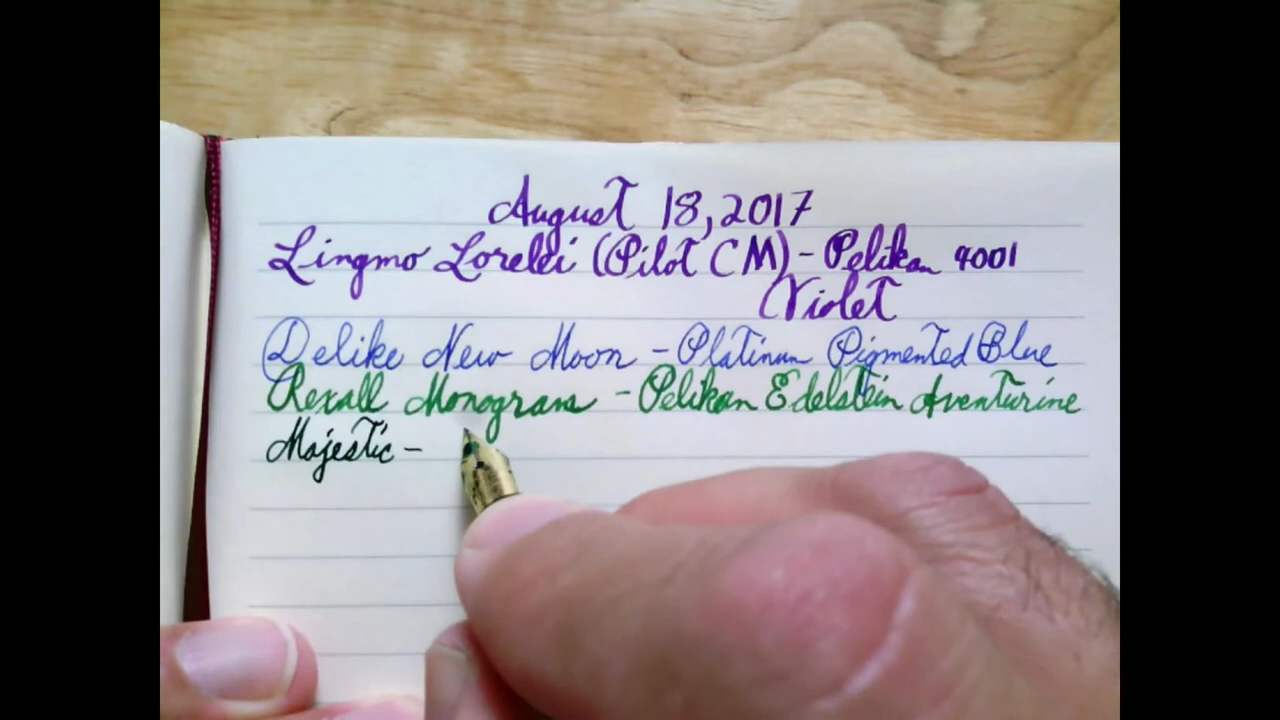 August 18, 2017
Lingmo Lorelei (Pilot CM) - Pelikan 4001
Violet
Delike New Moon - Platinum Pigmented Blue
Rexall Monogram - Pelikan Edelstein Aventurine
Majestic -